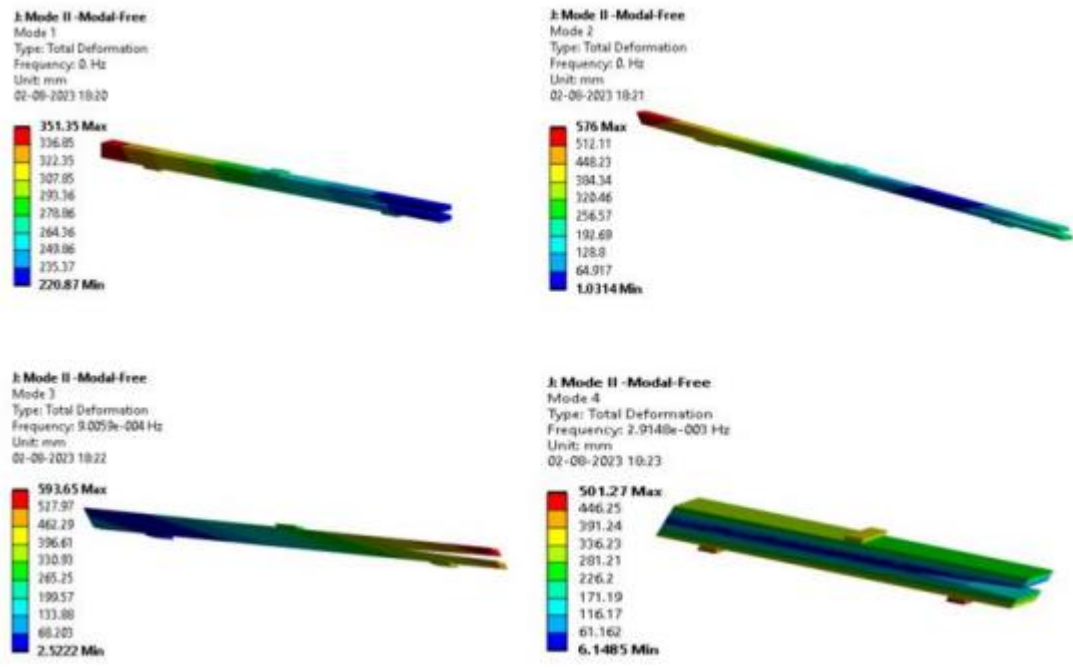 J: Mode II -Modal-Free
Mode 1
Type: Total Deformation
Frequency: 0. Hz
Unit: mm
02-08-2023 18:20
351.35 Max
336.85
322.35
307.85
293.36
278.86
264.36
249.86
235.37
220.87 Min
J: Mode II -Modal-Free
Mode 2
Type: Total Deformation
Frequency: 0. Hz
Unit: mm
02-08-2023 18:21
576 Max
512.11
448.23
384.34
320.46
256.57
192.69
128.8
64.917
1.0314 Min
J: Mode II -Modal-Free
Mode 3
Type: Total Deformation
Frequency: 9.0059e-004 Hz
Unit: mm
02-08-2023 18:22
593.65 Max
527.97
462.29
396.61
330.93
265.25
199.57
133.88
68.203
2.5222 Min
J: Mode II -Modal-Free
Mode 4
Type: Total Deformation
Frequency: 2.9148e-003 Hz
Unit: mm
02-08-2023 18:23
501.27 Max
446.25
391.24
336.23
281.21
226.2
171.19
116.17
61.162
6.1485 Min